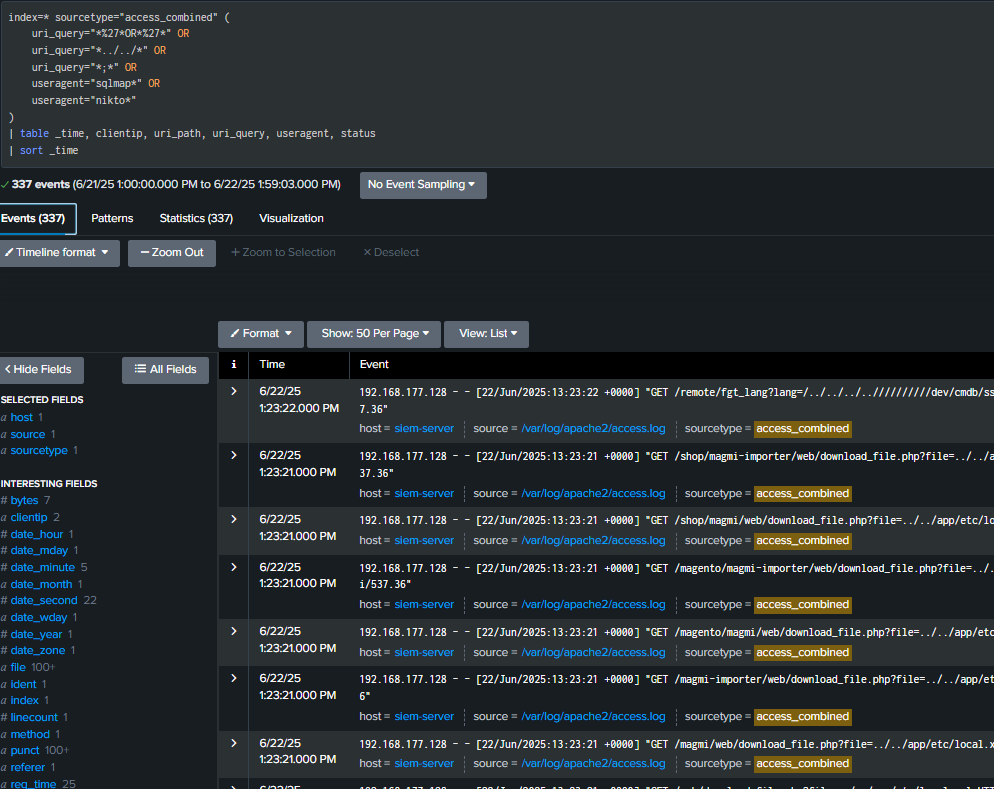 index=* sourcetype="access_combined" (
uri_query="*%27*OR*%27*" OR
uri_query="*../../*" OR
uri_query="*;*" OR
useragent="sqlmap*" OR
useragent="nikto*"
)
| table _time, clientip, uri_path, uri_query, useragent, status
| sort _time
✓ 337 events (6/21/25 1:00:00.000 PM to 6/22/25 1:59:03.000 PM) No Event Sampling ▾
Events (337) Patterns Statistics (337) Visualization
Timeline format ▾ — Zoom Out + Zoom to Selection × Deselect
Format ▾ Show: 50 Per Page ▾ View: List ▾
< Hide Fields All Fields
i Time Event
SELECTED FIELDS
a host 1
a source 1
a sourcetype 1
INTERESTING FIELDS
# bytes 7
a clientip 2
# date_hour 1
# date_mday 1
# date_minute 5
a date_month 1
# date_second 22
a date_wday 1
# date_year 1
# date_zone 1
a file 100+
a ident 1
a index 1
# linecount 1
a method 1
a punct 100+
a referer 1
a req_time 25
> 6/22/25
1:23:22.000 PM
192.168.177.128 - - [22/Jun/2025:13:23:22 +0000] "GET /remote/fgt_lang?lang=/../../../..//////////dev/cmdb/ss
7.36"
host = siem-server source = /var/log/apache2/access.log sourcetype = access_combined
> 6/22/25
1:23:21.000 PM
192.168.177.128 - - [22/Jun/2025:13:23:21 +0000] "GET /shop/magmi-importer/web/download_file.php?file=../../a
37.36"
host = siem-server source = /var/log/apache2/access.log sourcetype = access_combined
> 6/22/25
1:23:21.000 PM
192.168.177.128 - - [22/Jun/2025:13:23:21 +0000] "GET /shop/magmi/web/download_file.php?file=../../app/etc/lo
host = siem-server source = /var/log/apache2/access.log sourcetype = access_combined
> 6/22/25
1:23:21.000 PM
192.168.177.128 - - [22/Jun/2025:13:23:21 +0000] "GET /magento/magmi-importer/web/download_file.php?file=../.
i/537.36"
host = siem-server source = /var/log/apache2/access.log sourcetype = access_combined
> 6/22/25
1:23:21.000 PM
192.168.177.128 - - [22/Jun/2025:13:23:21 +0000] "GET /magento/magmi/web/download_file.php?file=../../app/etc
host = siem-server source = /var/log/apache2/access.log sourcetype = access_combined
> 6/22/25
1:23:21.000 PM
192.168.177.128 - - [22/Jun/2025:13:23:21 +0000] "GET /magmi-importer/web/download_file.php?file=../../app/et
6"
host = siem-server source = /var/log/apache2/access.log sourcetype = access_combined
> 6/22/25
1:23:21.000 PM
192.168.177.128 - - [22/Jun/2025:13:23:21 +0000] "GET /magmi/web/download_file.php?file=../../app/etc/local.x
host = siem-server source = /var/log/apache2/access.log sourcetype = access_combined